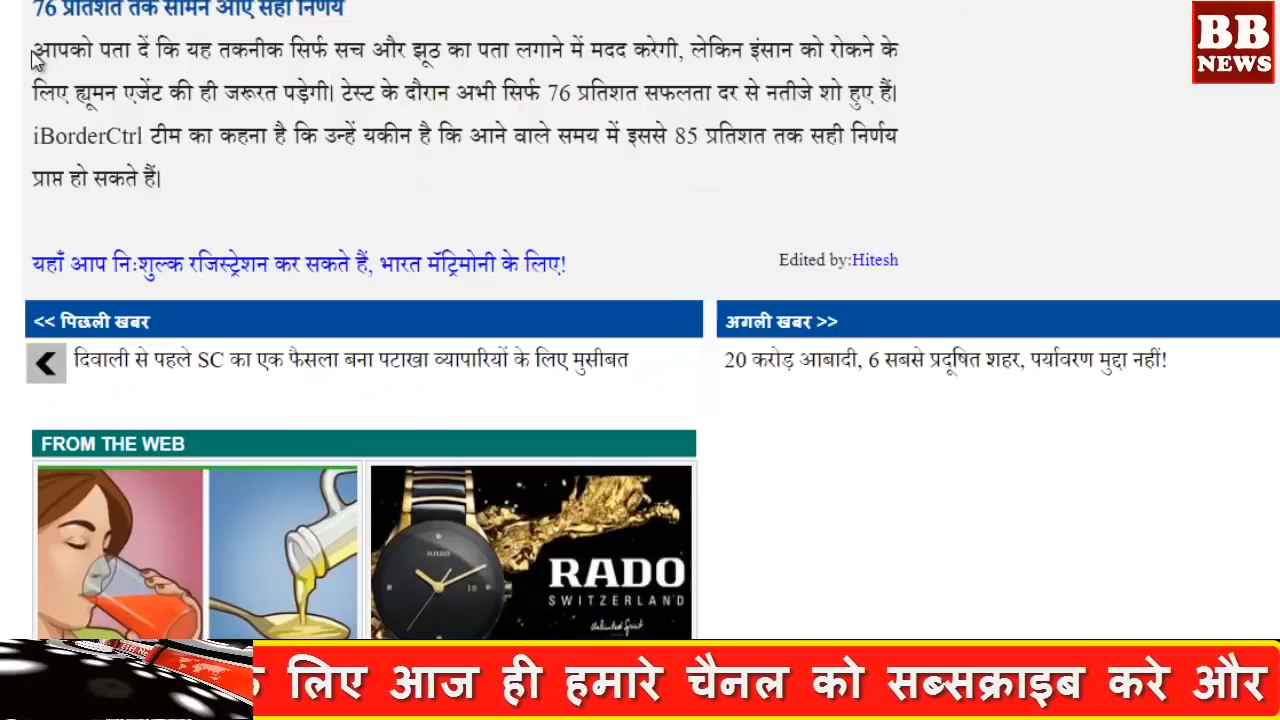 76 प्रतिशत तक सामने आए सही निर्णय
BB
NEWS
आपको पता दें कि यह तकनीक सिर्फ सच और झूठ का पता लगाने में मदद करेगी, लेकिन इंसान को रोकने के
लिए ह्यूमन एजेंट की ही जरूरत पड़ेगी। टेस्ट के दौरान अभी सिर्फ 76 प्रतिशत सफलता दर से नतीजे शो हुए हैं।
iBorderCtrl टीम का कहना है कि उन्हें यकीन है कि आने वाले समय में इससे 85 प्रतिशत तक सही निर्णय
प्राप्त हो सकते हैं।
यहाँ आप निःशुल्क रजिस्ट्रेशन कर सकते हैं, भारत मॅट्रिमोनी के लिए!
Edited by:Hitesh
<< पिछली खबर
अगली खबर >>
दिवाली से पहले SC का एक फैसला बना पटाखा व्यापारियों के लिए मुसीबत
20 करोड़ आबादी, 6 सबसे प्रदूषित शहर, पर्यावरण मुद्दा नहीं!
FROM THE WEB
RADO
RADO
SWITZERLAND
Unlimited Spirit
लिए आज ही हमारे चैनल को सब्सक्राइब करे और